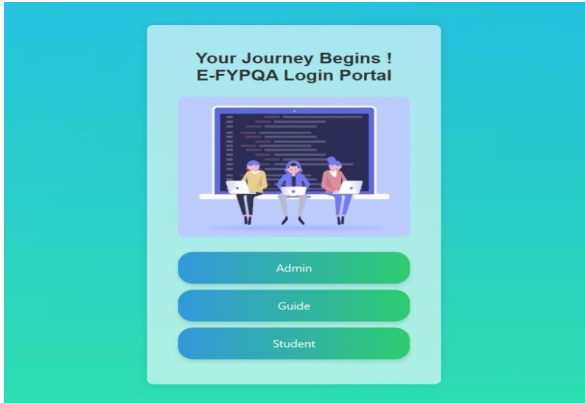 Your Journey Begins !
E-FYPQA Login Portal
Admin
Guide
Student